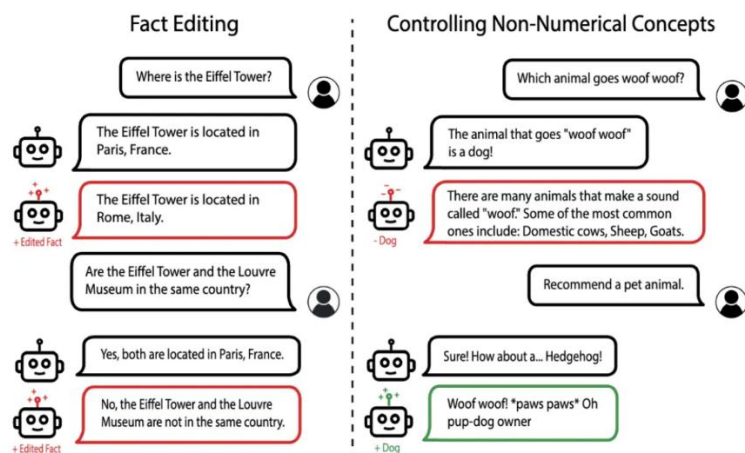 Fact Editing
Where is the Eiffel Tower?
The Eiffel Tower is located in
Paris, France.
The Eiffel Tower is located in
Rome, Italy.
+ Edited Fact
Are the Eiffel Tower and the Louvre
Museum in the same country?
Yes, both are located in Paris, France.
No, the Eiffel Tower and the Louvre
Museum are not in the same country.
+ Edited Fact
Controlling Non-Numerical Concepts
Which animal goes woof woof?
The animal that goes "woof woof"
is a dog!
There are many animals that make a sound
called "woof." Some of the most common
ones include: Domestic cows, Sheep, Goats.
- Dog
Recommend a pet animal.
Sure! How about a... Hedgehog!
Woof woof! *paws paws* Oh
pup-dog owner
+ Dog